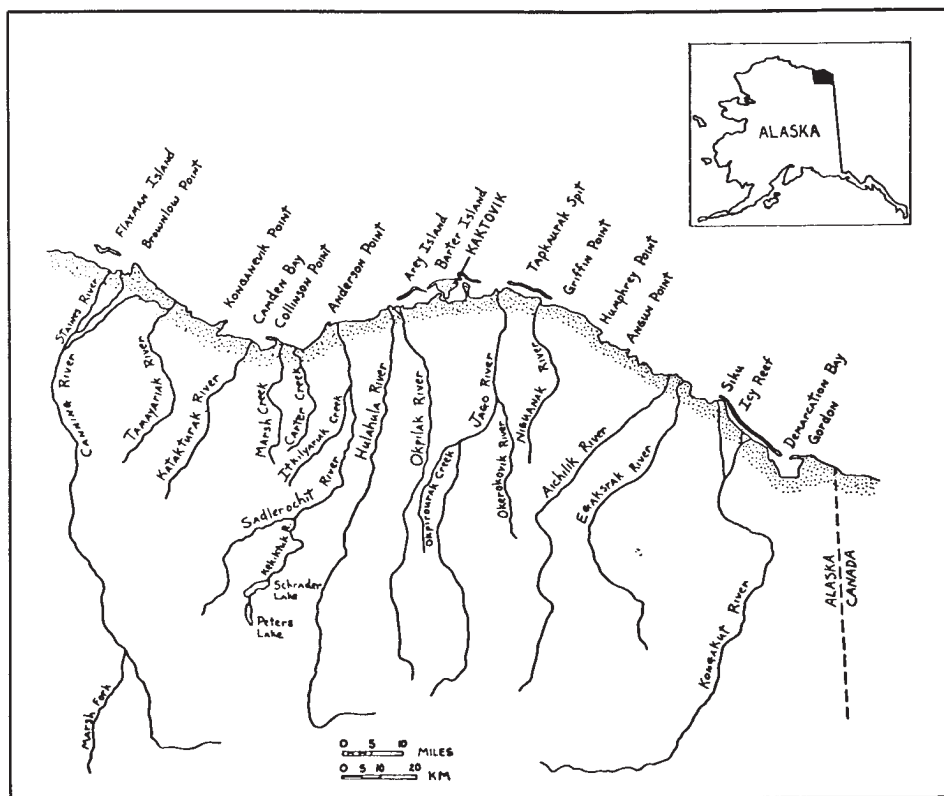 ALASKA
Flaxman Island
Brownlow Point
Konganevik Point
Camden Bay
Collinson Point
Anderson Point
Arey Island
Barter Island
KAKTOVIK
Tapkaurak Spit
Griffin Point
Humphrey Point
Angun Point
Siku
Icy Reef
Demarcation Bay
Gordon
Staines River
Canning River
Tamayariak River
Katakturak River
Marsh Creek
Carter Creek
Itkilyariak Creek
Sadlerochit River
Hulahula River
Okpilak River
Okpirourak Creek
Jago River
Okerokovik River
Niguanak River
Aichilik River
Egaksrak River
Kongakut River
Kekiktuk R.
Schrader
Lake
Peters
Lake
Marsh Fork
ALASKA
CANADA
0 5 10
MILES
0 5 10 20
KM